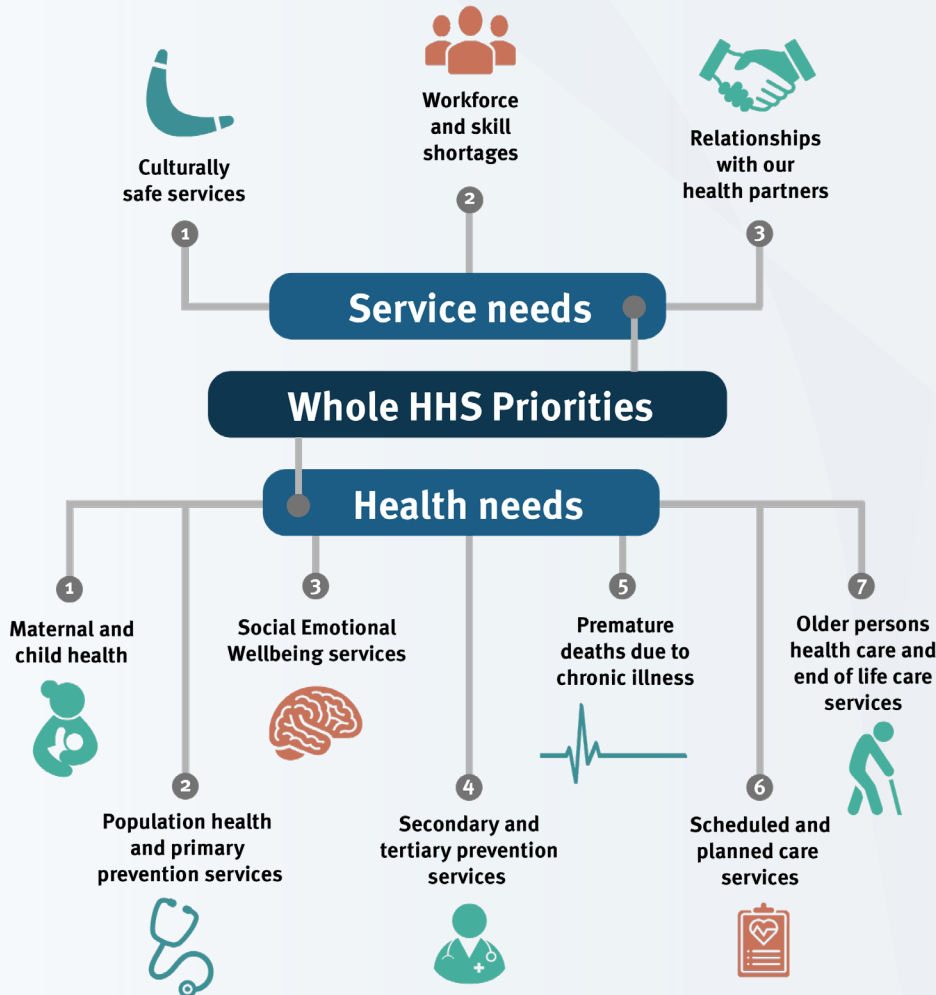 Culturally
safe services
1
Workforce
and skill
shortages
2
Relationships
with our
health partners
3
Service needs
Whole HHS Priorities
Health needs
1
Maternal and
child health
2
Population health
and primary
prevention services
3
Social Emotional
Wellbeing services
4
Secondary and
tertiary prevention
services
5
Premature
deaths due to
chronic illness
6
Scheduled and
planned care
services
7
Older persons
health care and
end of life care
services